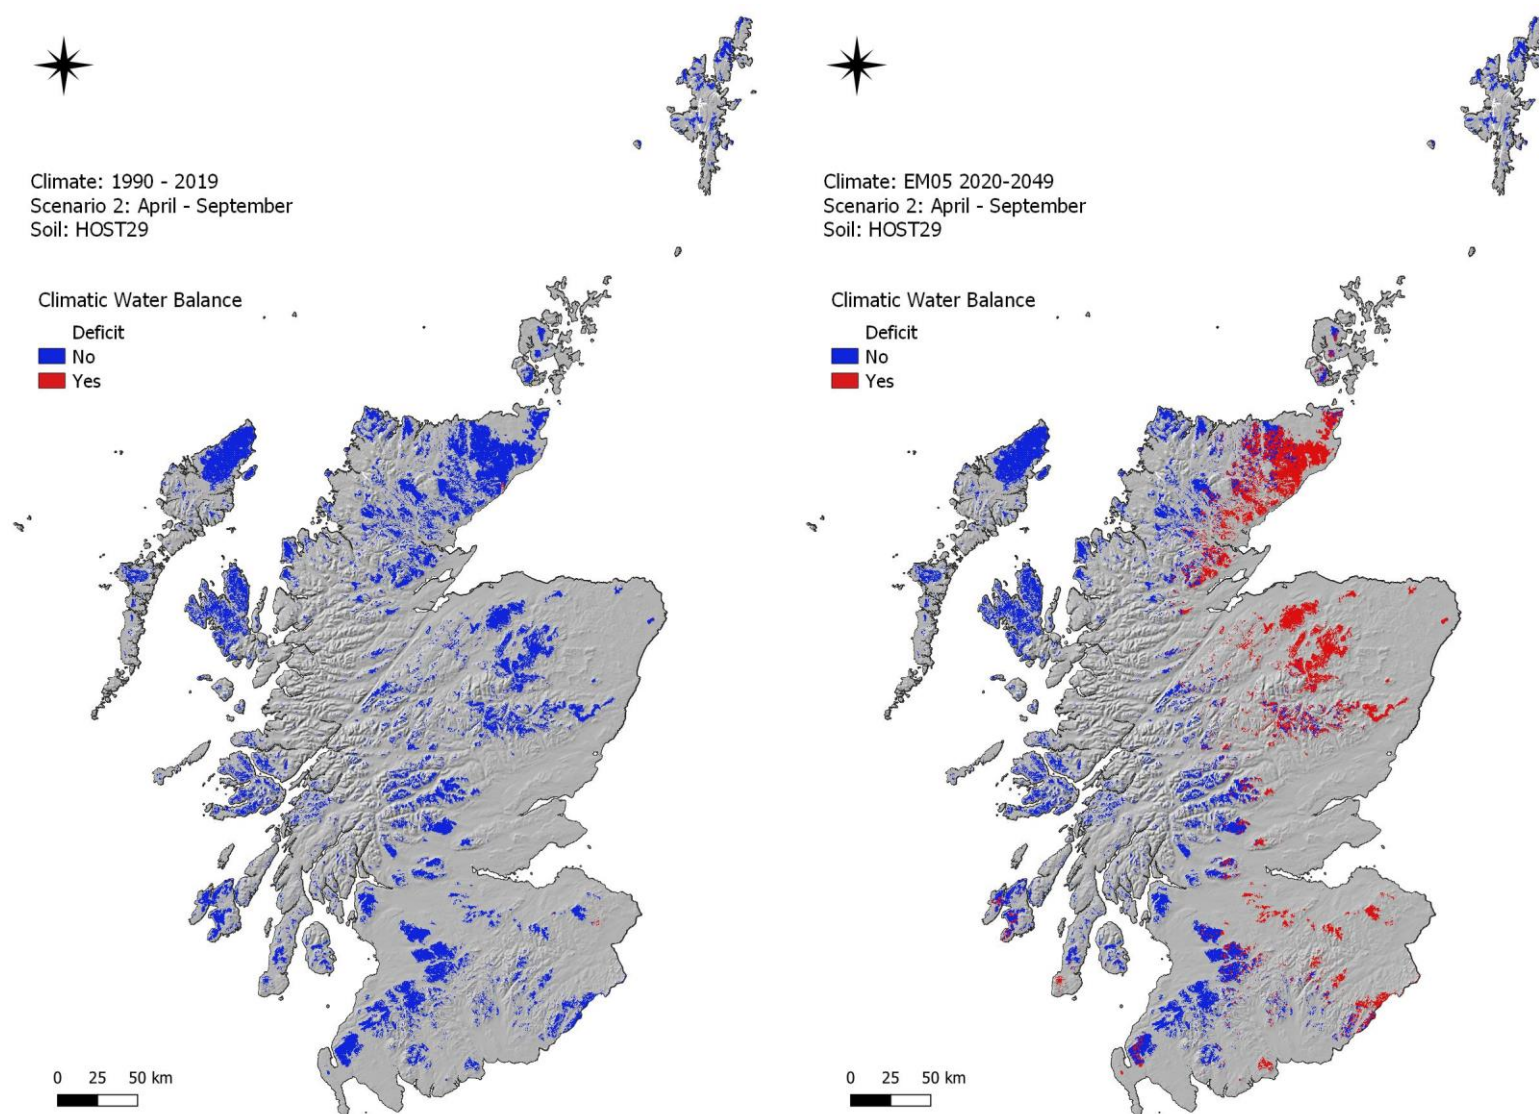 Climate: 1990 - 2019
Scenario 2: April - September
Soil: HOST29
Climatic Water Balance
Deficit
No
Yes
0 25 50 km
Climate: EM05 2020-2049
Scenario 2: April - September
Soil: HOST29
Climatic Water Balance
Deficit
No
Yes
0 25 50 km